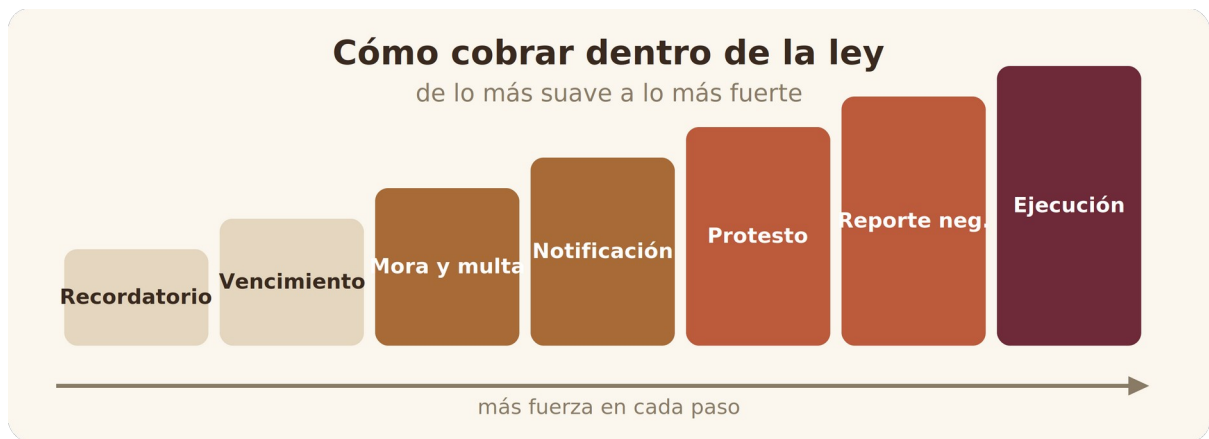 Cómo cobrar dentro de la ley
de lo más suave a lo más fuerte
Recordatorio
Vencimiento
Mora y multa
Notificación
Protesto
Reporte neg.
Ejecución
más fuerza en cada paso